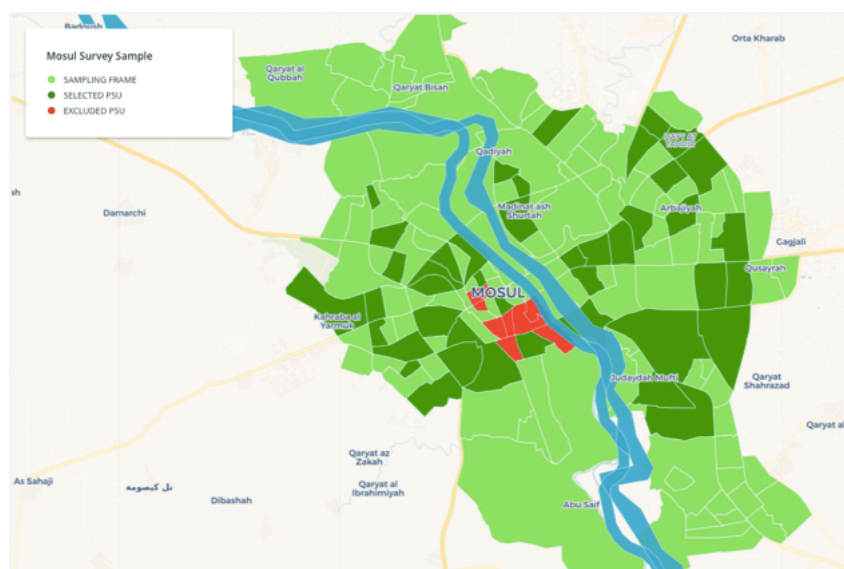 Badoush
Mosul Survey Sample
SAMPLING FRAME
SELECTED PSU
EXCLUDED PSU
Orta Kharab
Qaryat al
Qubbah
Qaryat Bisan
Qadiyah
ah
Damarchi
Madinat ash
Shurtah
Arbajiyah
Gagjali
Qusayrah
MOSUL
Kahraba al
Yarmuk
Judaydah Mufti
Qaryat
Shahrazad
Qaryat al
Qaryat az
Zakah
As Sahaji
تل كيسومه
Dibashah
Qaryat al
Ibrahimiyah
Abu Saif